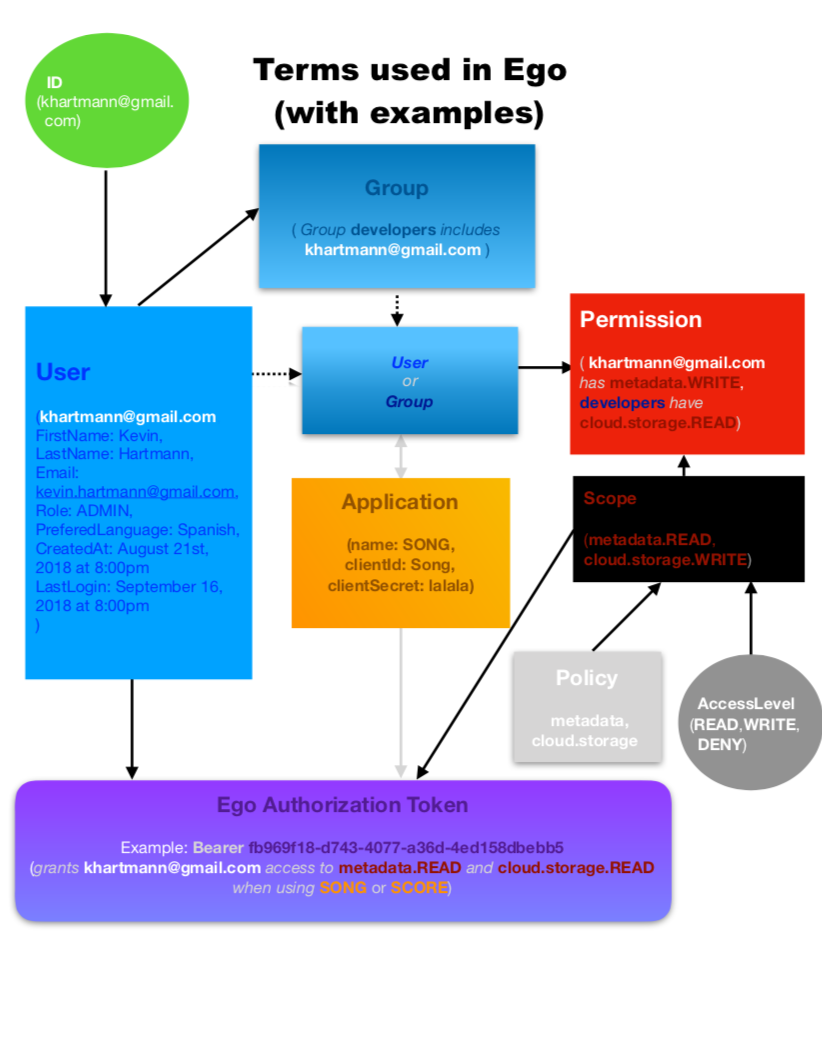 Terms used in Ego
(with examples)
ID
(khartmann@gmail.
com)
Group
( Group developers includes
khartmann@gmail.com )
User
(khartmann@gmail.com
FirstName: Kevin,
LastName: Hartmann,
Email:
kevin.hartmann@gmail.com,
Role: ADMIN,
PreferedLanguage: Spanish,
CreatedAt: August 21st,
2018 at 8:00pm
LastLogin: September 16,
2018 at 8:00pm
)
User
or
Group
Permission
( khartmann@gmail.com
has metadata.WRITE,
developers have
cloud.storage.READ)
Application
(name: SONG,
clientId: Song,
clientSecret: lalala)
Scope
(metadata.READ,
cloud.storage.WRITE)
Policy
metadata,
cloud.storage
AccessLevel
(READ,WRITE,
DENY)
Ego Authorization Token
Example: Bearer fb969f18-d743-4077-a36d-4ed158dbebb5
(grants khartmann@gmail.com access to metadata.READ and cloud.storage.READ
when using SONG or SCORE)